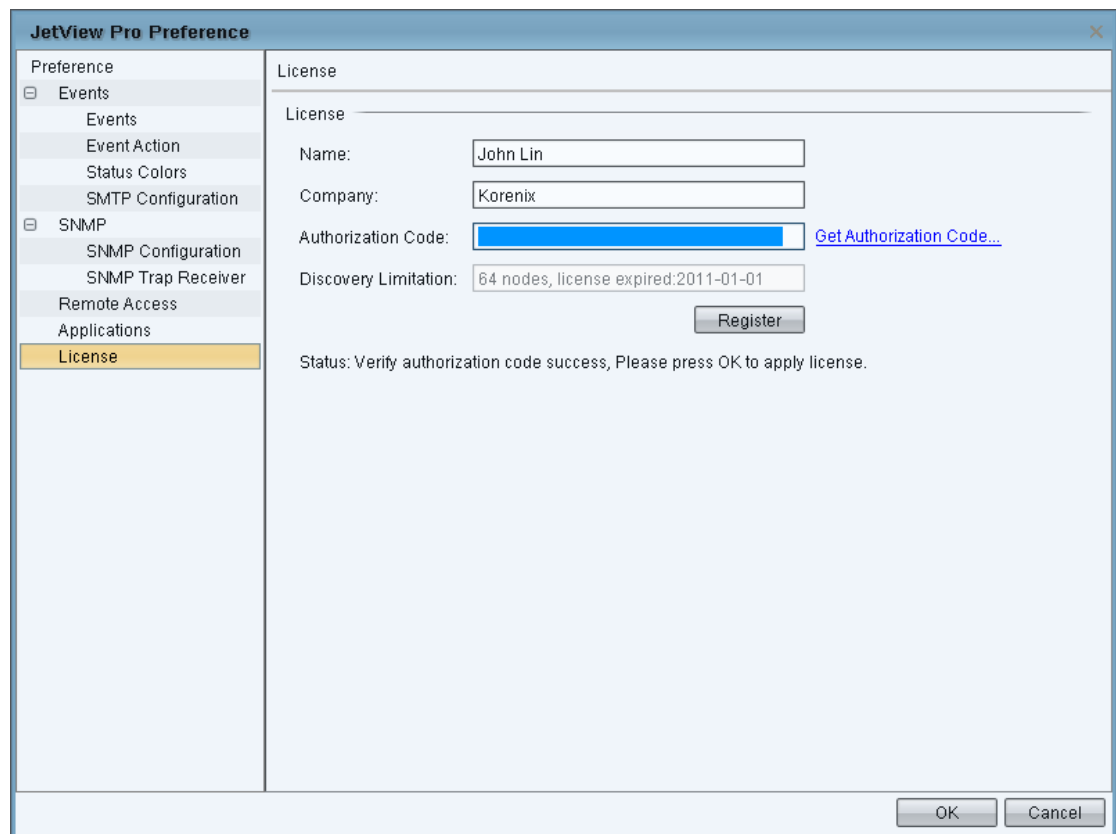 JetView Pro Preference
Preference
Events
Events
Event Action
Status Colors
SMTP Configuration
SNMP
SNMP Configuration
SNMP Trap Receiver
Remote Access
Applications
License
License
License
Name: John Lin
Company: Korenix
Authorization Code: Get Authorization Code...
Discovery Limitation: 64 nodes, license expired:2011-01-01
Register
Status: Verify authorization code success, Please press OK to apply license.
OK Cancel